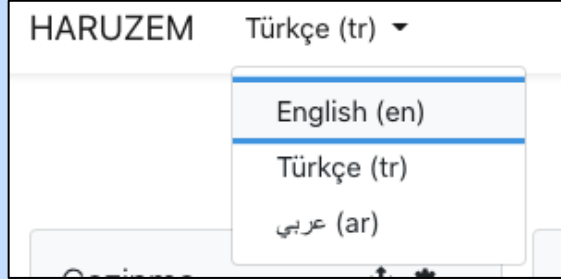 HARUZEM Türkçe (tr)
English (en)
Türkçe (tr)
عربي (ar)